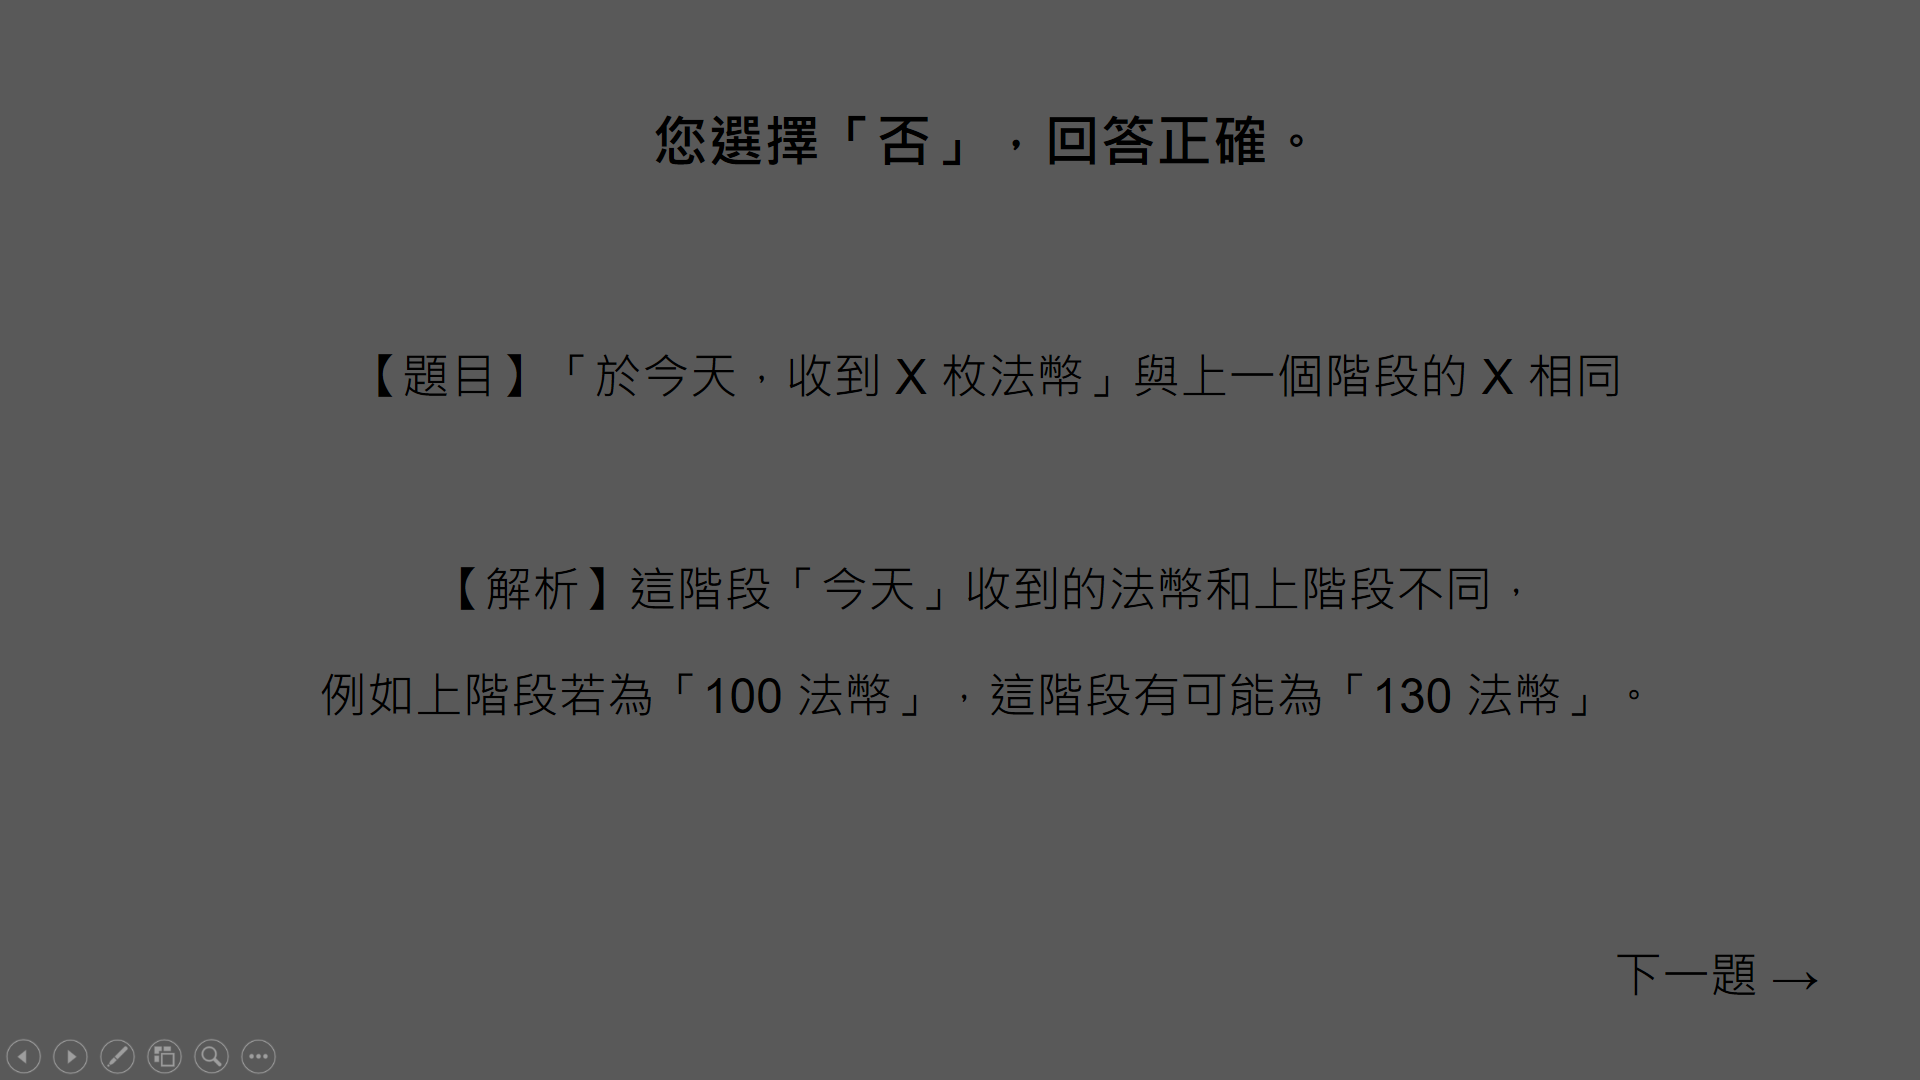 您選擇「否」，回答正確。
【題目】「於今天，收到 X 枚法幣」與上一個階段的 X 相同
【解析】這階段「今天」收到的法幣和上階段不同，
例如上階段若為「100 法幣」，這階段有可能為「130 法幣」。
下一題 →